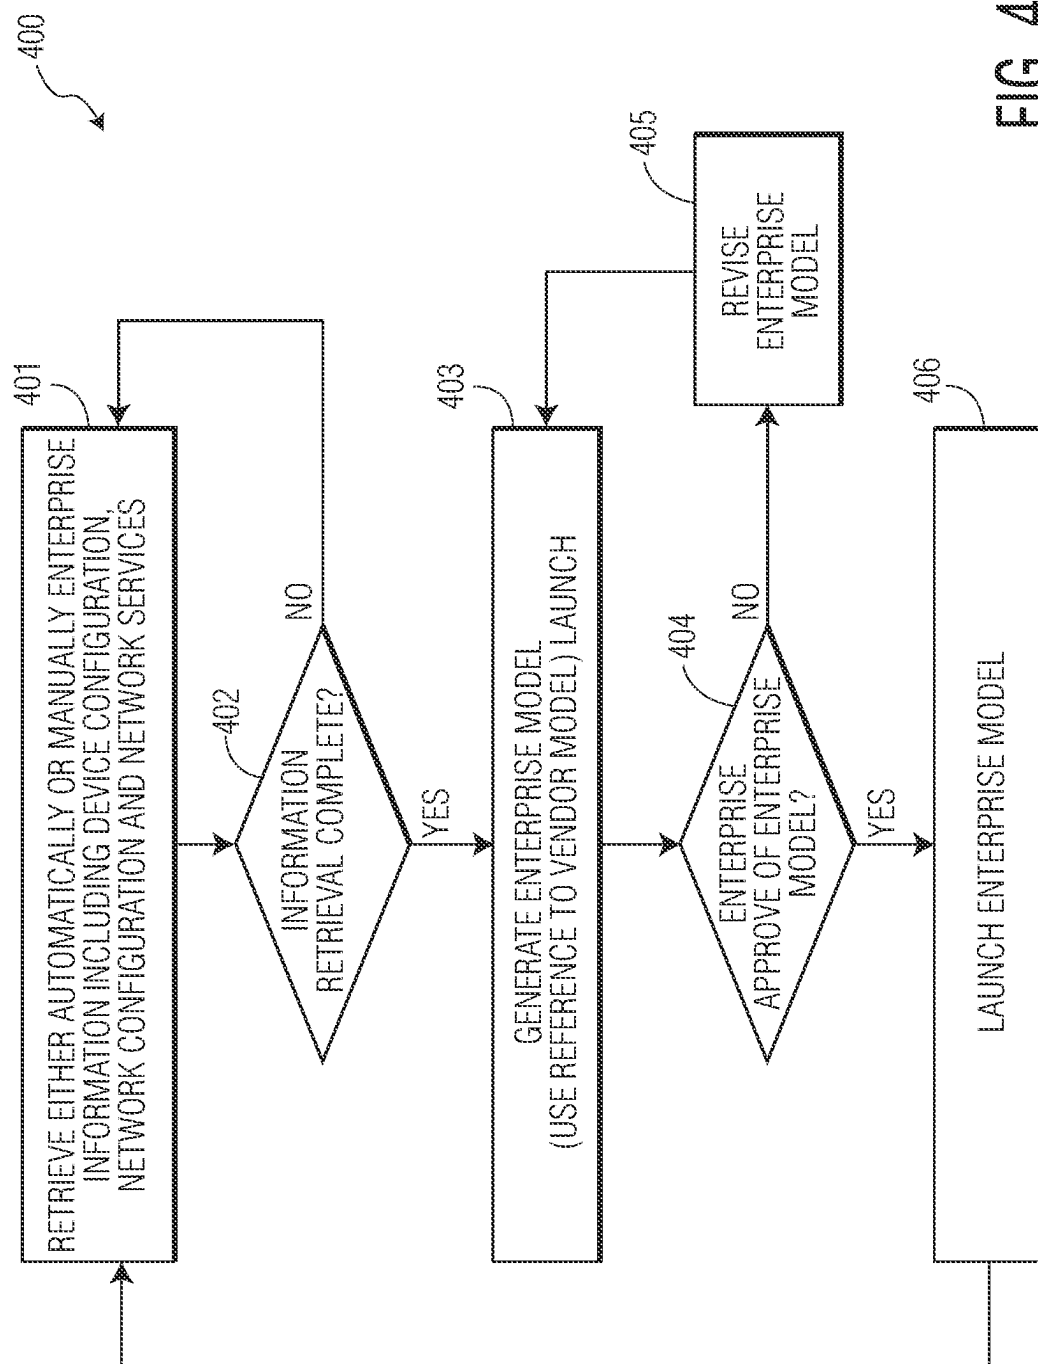 400
401
RETRIEVE EITHER AUTOMATICALLY OR MANUALLY ENTERPRISE
INFORMATION INCLUDING DEVICE CONFIGURATION,
NETWORK CONFIGURATION AND NETWORK SERVICES
402
INFORMATION
RETRIEVAL COMPLETE?
NO
YES
403
GENERATE ENTERPRISE MODEL
(USE REFERENCE TO VENDOR MODEL) LAUNCH
404
ENTERPRISE
APPROVE OF ENTERPRISE
MODEL?
NO
YES
405
REVISE
ENTERPRISE
MODEL
406
LAUNCH ENTERPRISE MODEL
FIG. 4